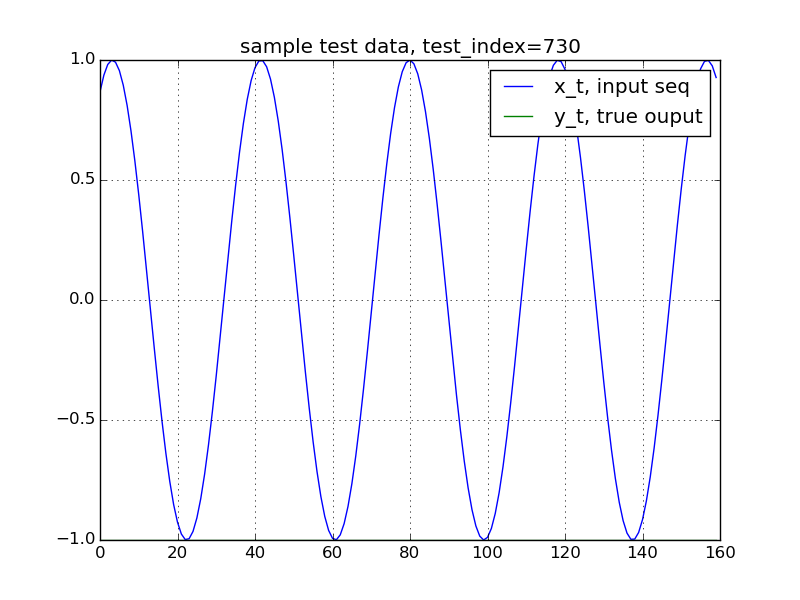 sample test data, test_index=730
x_t, input seq
y_t, true ouput
1.0
0.5
0.0
−0.5
−1.0
0 20 40 60 80 100 120 140 160